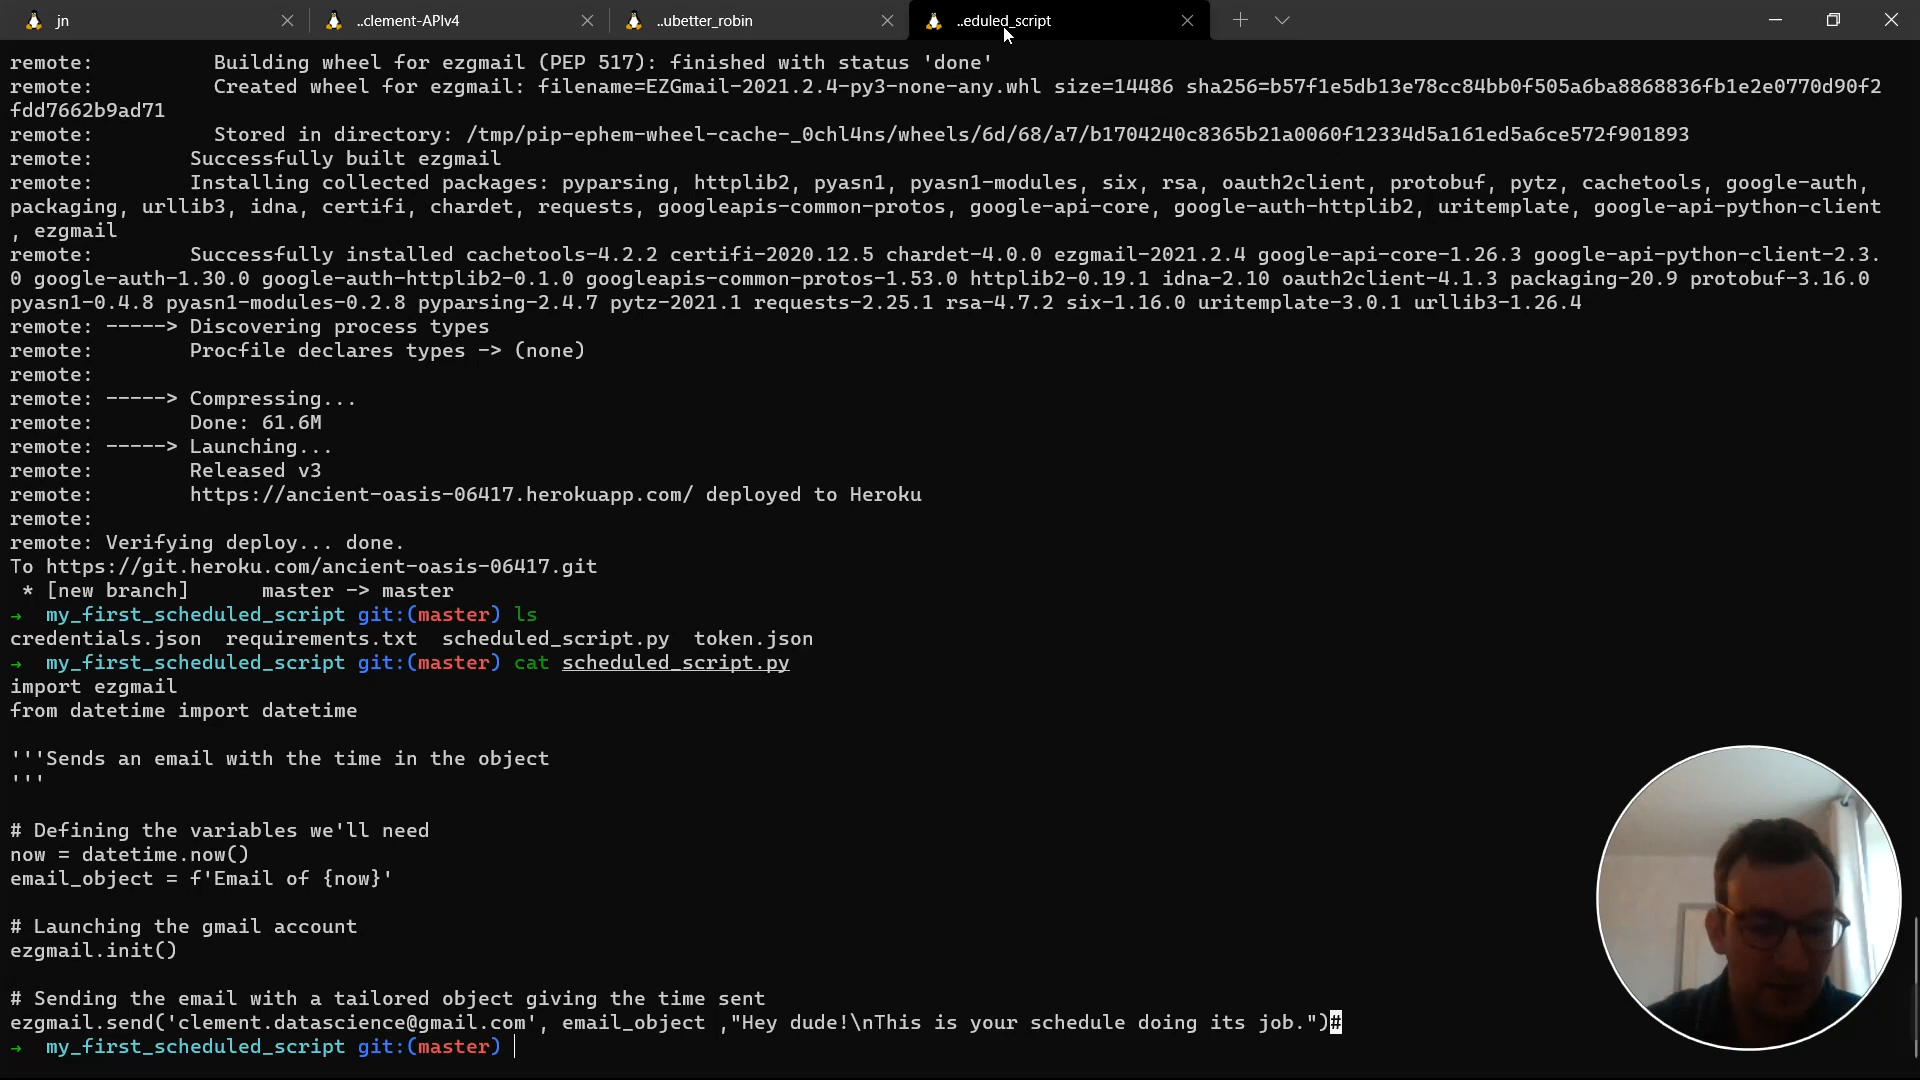 jn ..clement-APIv4 ..ubetter_robin ..eduled_script
remote:          Building wheel for ezgmail (PEP 517): finished with status 'done'
remote:          Created wheel for ezgmail: filename=EZGmail-2021.2.4-py3-none-any.whl size=14486 sha256=b57f1e5db13e78cc84bb0f505a6ba8868836fb1e2e0770d90f2
fdd7662b9ad71
remote:          Stored in directory: /tmp/pip-ephem-wheel-cache-_0chl4ns/wheels/6d/68/a7/b1704240c8365b21a0060f12334d5a161ed5a6ce572f901893
remote:        Successfully built ezgmail
remote:        Installing collected packages: pyparsing, httplib2, pyasn1, pyasn1-modules, six, rsa, oauth2client, protobuf, pytz, cachetools, google-auth,
packaging, urllib3, idna, certifi, chardet, requests, googleapis-common-protos, google-api-core, google-auth-httplib2, uritemplate, google-api-python-client
, ezgmail
remote:        Successfully installed cachetools-4.2.2 certifi-2020.12.5 chardet-4.0.0 ezgmail-2021.2.4 google-api-core-1.26.3 google-api-python-client-2.3.
0 google-auth-1.30.0 google-auth-httplib2-0.1.0 googleapis-common-protos-1.53.0 httplib2-0.19.1 idna-2.10 oauth2client-4.1.3 packaging-20.9 protobuf-3.16.0
pyasn1-0.4.8 pyasn1-modules-0.2.8 pyparsing-2.4.7 pytz-2021.1 requests-2.25.1 rsa-4.7.2 six-1.16.0 uritemplate-3.0.1 urllib3-1.26.4
remote: -----> Discovering process types
remote:        Procfile declares types -> (none)
remote:
remote: -----> Compressing...
remote:        Done: 61.6M
remote: -----> Launching...
remote:        Released v3
remote:        https://ancient-oasis-06417.herokuapp.com/ deployed to Heroku
remote:
remote: Verifying deploy... done.
To https://git.heroku.com/ancient-oasis-06417.git
 * [new branch]      master -> master
→  my_first_scheduled_script git:(master) ls
credentials.json  requirements.txt  scheduled_script.py  token.json
→  my_first_scheduled_script git:(master) cat scheduled_script.py
import ezgmail
from datetime import datetime
'''Sends an email with the time in the object
'''
# Defining the variables we'll need
now = datetime.now()
email_object = f'Email of {now}'
# Launching the gmail account
ezgmail.init()
# Sending the email with a tailored object giving the time sent
ezgmail.send('clement.datascience@gmail.com', email_object ,"Hey dude!\nThis is your schedule doing its job.")#
→  my_first_scheduled_script git:(master)